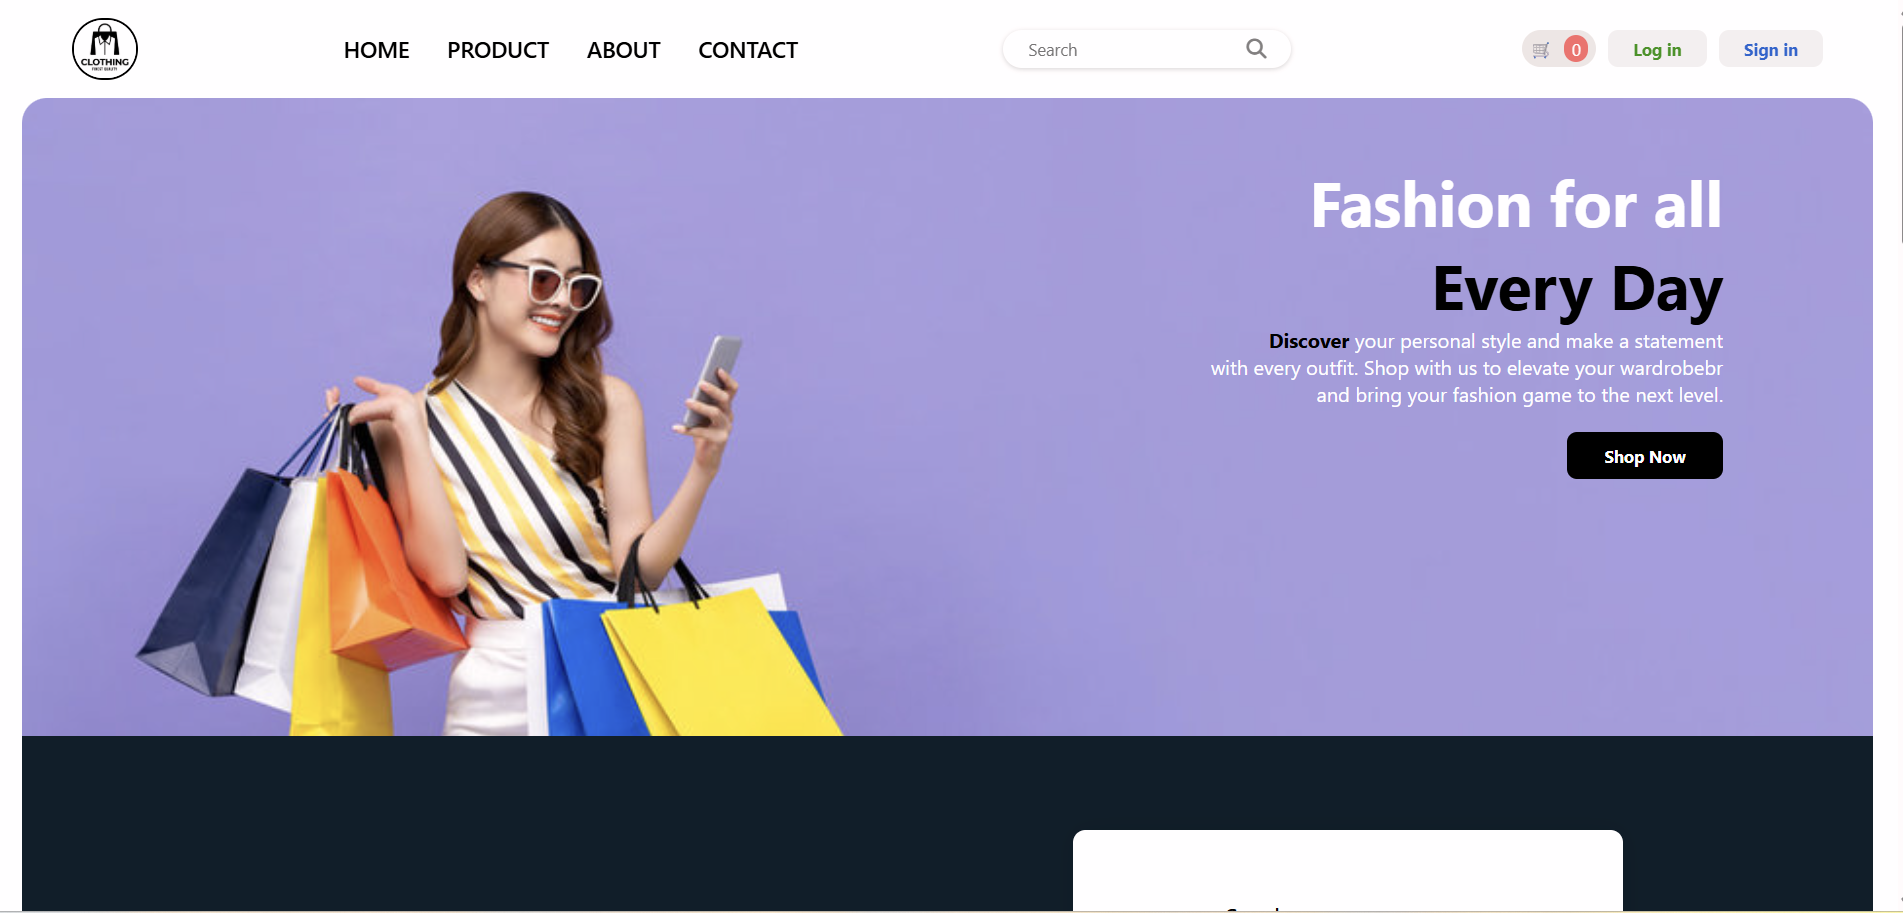 CLOTHING
FINEST QUALITY
HOME
PRODUCT
ABOUT
CONTACT
Search
0
Log in
Sign in
Fashion for all
Every Day
Discover your personal style and make a statement
with every outfit. Shop with us to elevate your wardrobebr
and bring your fashion game to the next level.
Shop Now